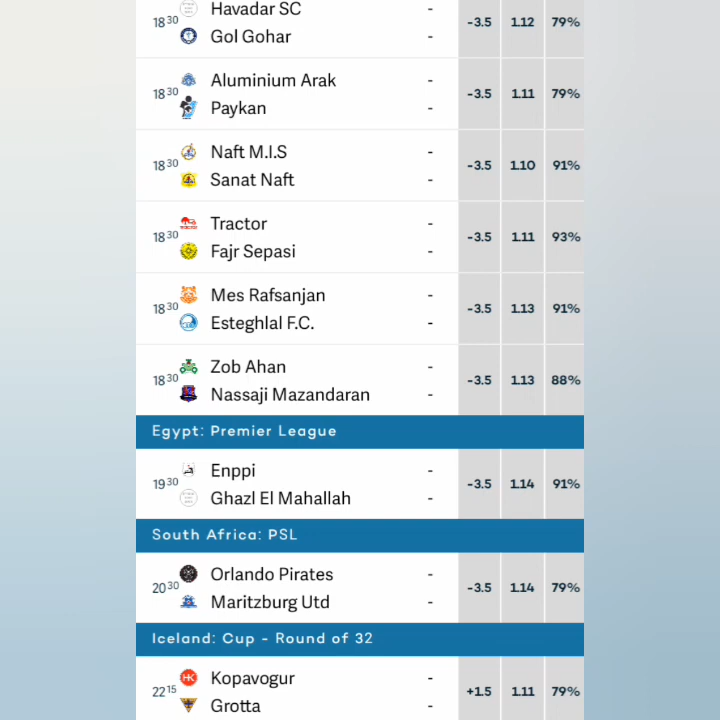 Havadar SC -
18 30 -3.5 1.12 79%
Gol Gohar -
Aluminium Arak -
18 30 -3.5 1.11 79%
Paykan -
Naft M.I.S -
18 30 -3.5 1.10 91%
Sanat Naft -
Tractor -
18 30 -3.5 1.11 93%
Fajr Sepasi -
Mes Rafsanjan -
18 30 -3.5 1.13 91%
Esteghlal F.C. -
Zob Ahan -
18 30 -3.5 1.13 88%
Nassaji Mazandaran -
Egypt: Premier League
Enppi -
19 30 -3.5 1.14 91%
Ghazl El Mahallah -
South Africa: PSL
Orlando Pirates -
20 30 -3.5 1.14 79%
Maritzburg Utd -
Iceland: Cup - Round of 32
HK Kopavogur -
22 15 +1.5 1.11 79%
Grotta -